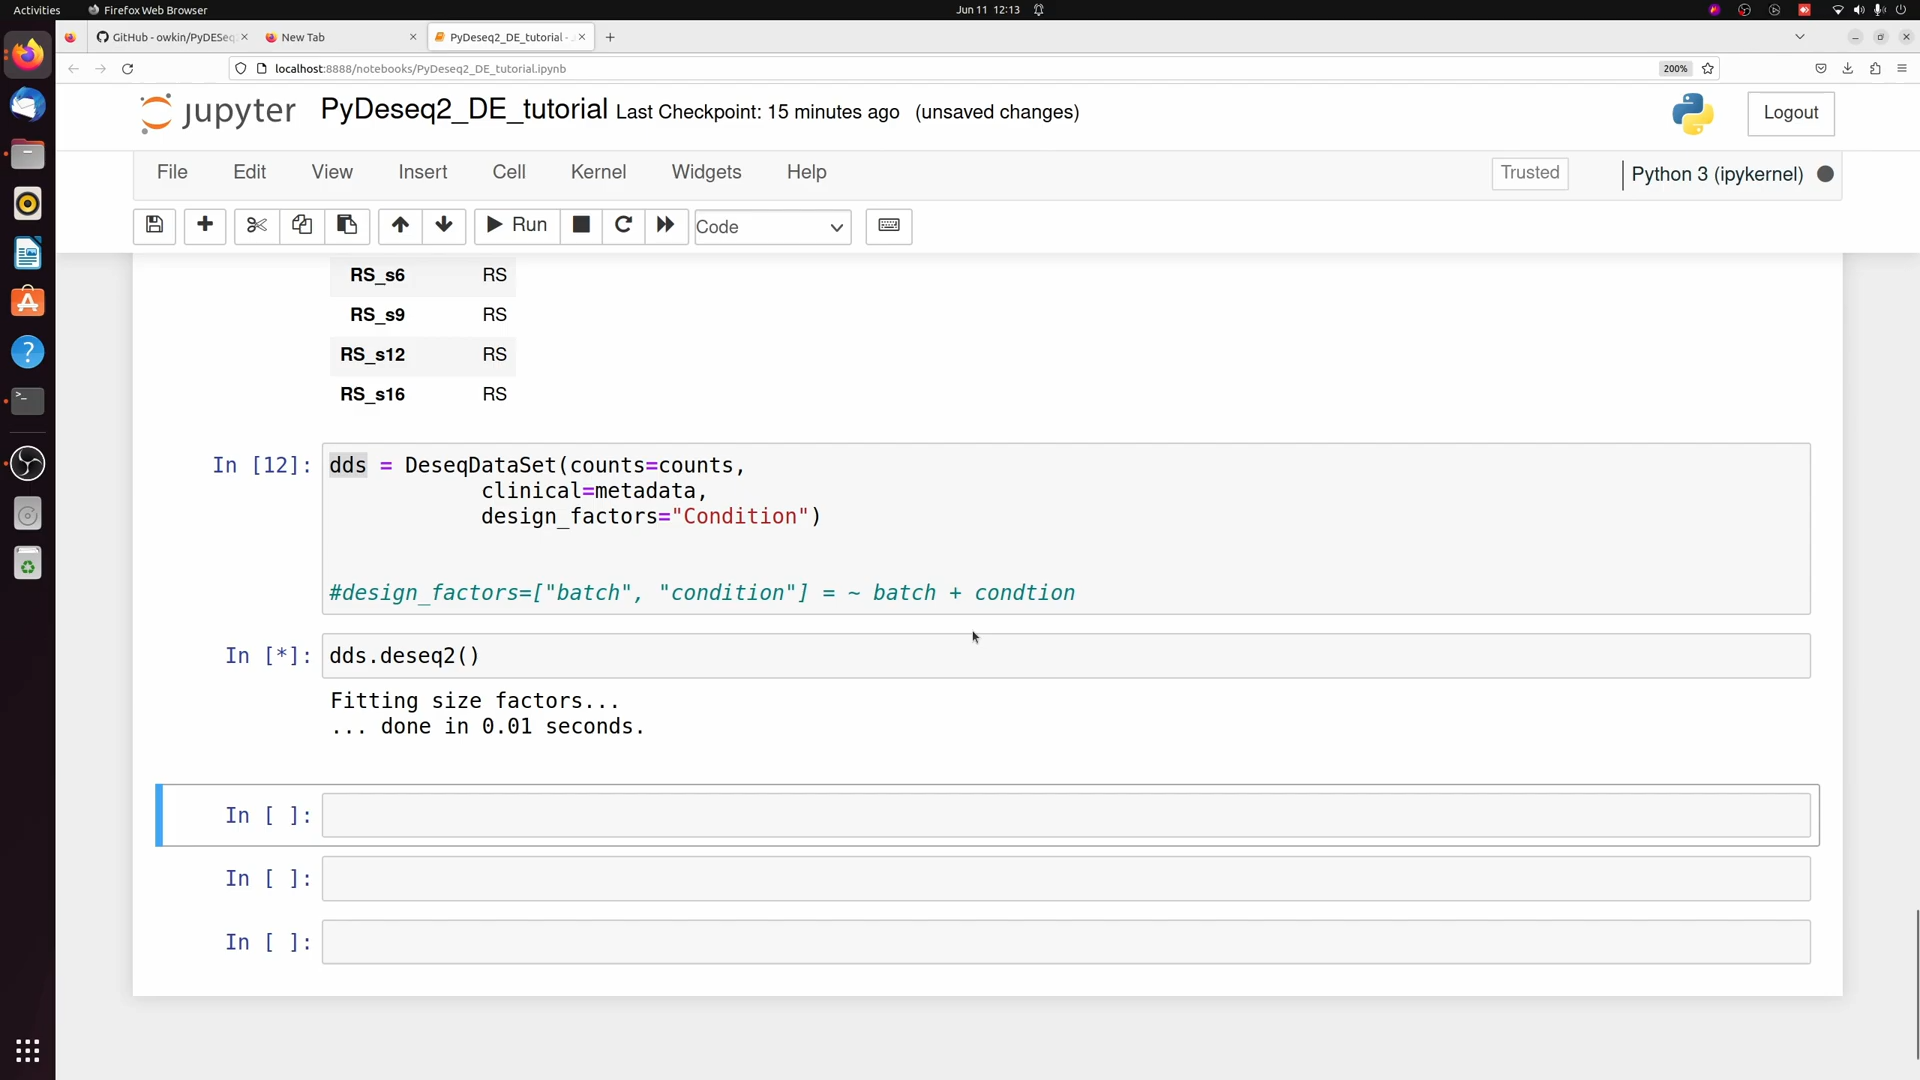 Activities
Firefox Web Browser
Jun 11 12:13
GitHub - owkin/PyDESeq
New Tab
PyDeseq2_DE_tutorial -
localhost:8888/notebooks/PyDeseq2_DE_tutorial.ipynb
200%
jupyter
PyDeseq2_DE_tutorial Last Checkpoint: 15 minutes ago (unsaved changes)
Logout
File Edit View Insert Cell Kernel Widgets Help
Trusted
Python 3 (ipykernel)
Run
Code
RS_s6 RS
RS_s9 RS
RS_s12 RS
RS_s16 RS
In [12]: dds = DeseqDataSet(counts=counts,
clinical=metadata,
design_factors="Condition")
#design_factors=["batch", "condition"] = ~ batch + condtion
In [*]: dds.deseq2()
Fitting size factors...
... done in 0.01 seconds.
In [ ]:
In [ ]:
In [ ]: